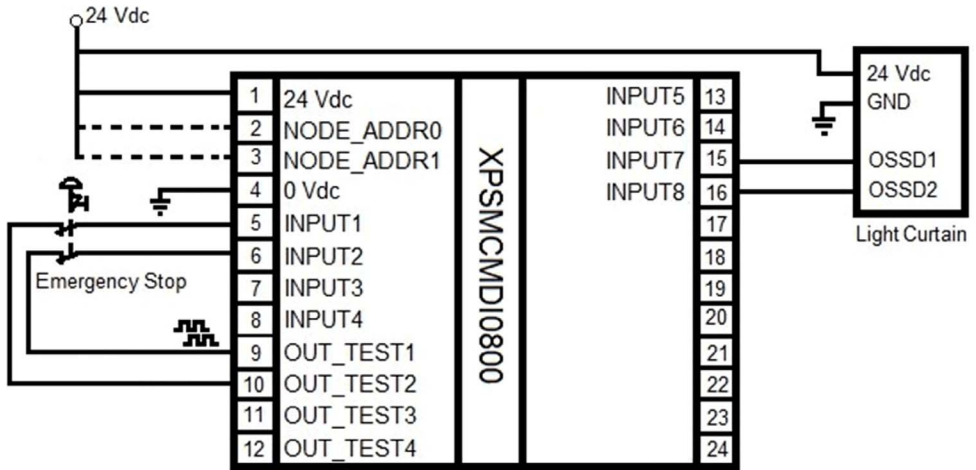 24 Vdc
1 24 Vdc
2 NODE_ADDR0
3 NODE_ADDR1
4 0 Vdc
5 INPUT1
6 INPUT2
7 INPUT3
8 INPUT4
9 OUT_TEST1
10 OUT_TEST2
11 OUT_TEST3
12 OUT_TEST4
Emergency Stop
XPSMCMDI0800
INPUT5 13
INPUT6 14
INPUT7 15
INPUT8 16
17
18
19
20
21
22
23
24
24 Vdc
GND
OSSD1
OSSD2
Light Curtain